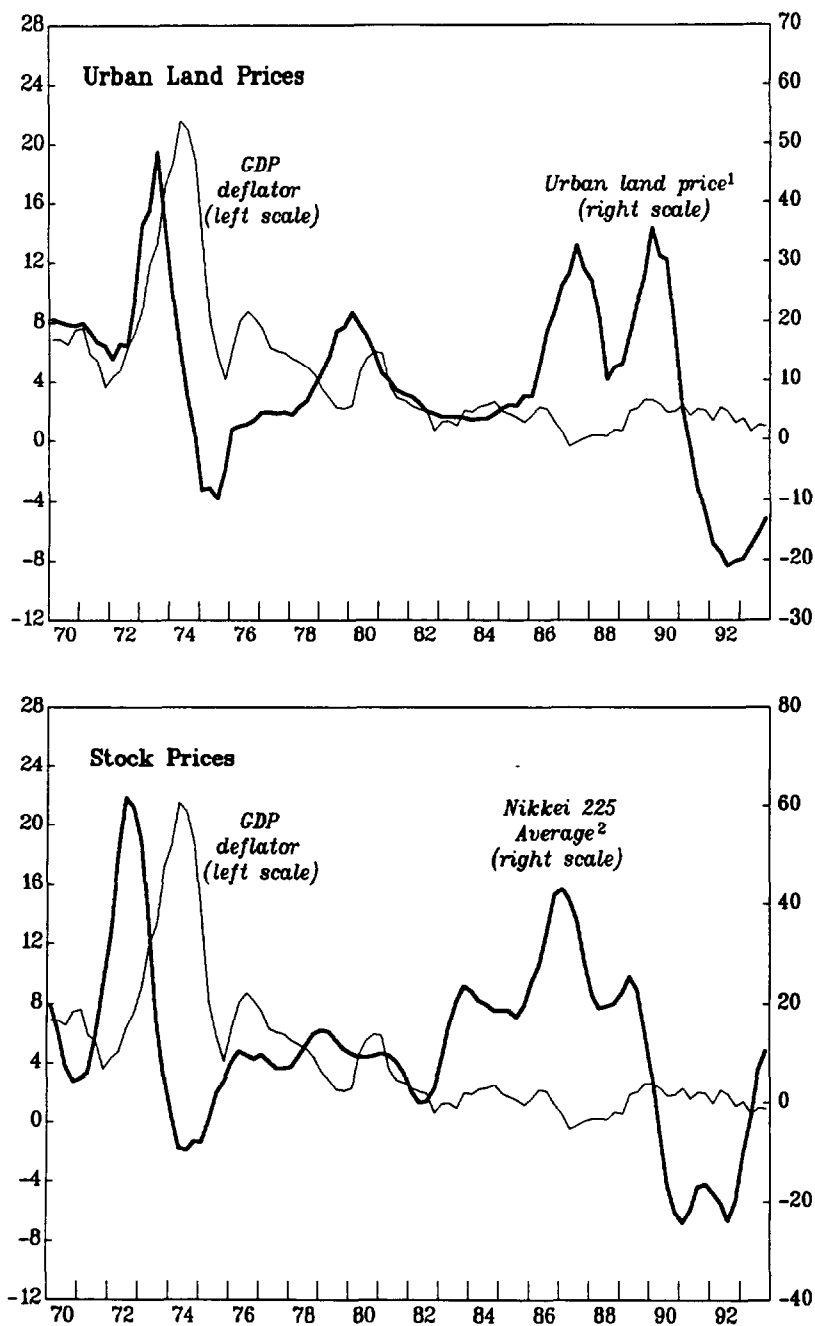 Urban Land Prices
28
24
20
16
12
8
4
0
-4
-8
-12
70
60
50
40
30
20
10
0
-10
-20
-30
GDP
deflator
(left scale)
Urban land price¹
(right scale)
70 72 74 76 78 80 82 84 86 88 90 92
Stock Prices
28
24
20
16
12
8
4
0
-4
-8
-12
80
60
40
20
0
-20
-40
GDP
deflator
(left scale)
Nikkei 225
Average²
(right scale)
70 72 74 76 78 80 82 84 86 88 90 92